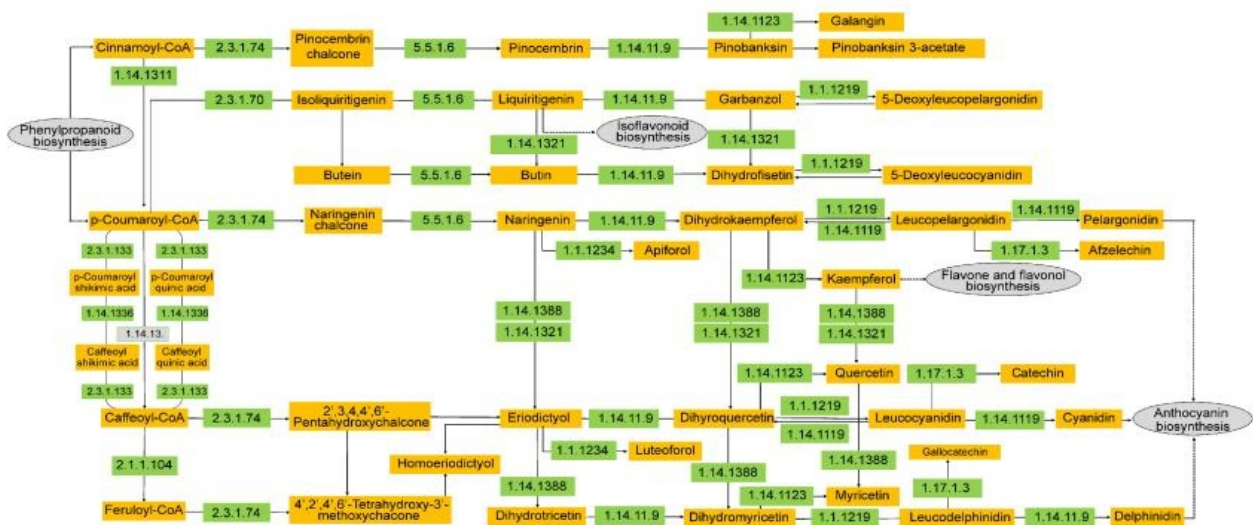 1.14.1123
Galangin
Cinnamoyl-CoA
2.3.1.74
Pinocembrin
chalcone
5.5.1.6
Pinocembrin
1.14.11.9
Pinobanksin
Pinobanksin 3-acetate
1.14.1311
2.3.1.70
Isoliquiritigenin
5.5.1.6
Liquiritigenin
1.14.11.9
Garbanzol
1.1.1219
5-Deoxyleucopelargonidin
Phenylpropanoid
biosynthesis
Isoflavonoid
biosynthesis
1.14.1321
1.14.1321
Butein
5.5.1.6
Butin
1.14.11.9
Dihydrofisetin
1.1.1219
5-Deoxyleucocyanidin
p-Coumaroyl-CoA
2.3.1.74
Naringenin
chalcone
5.5.1.6
Naringenin
1.14.11.9
Dihydrokaempferol
1.1.1219
1.14.1119
Leucopelargonidin
1.14.1119
Pelargonidin
2.3.1.133
2.3.1.133
1.1.1234
Apiforol
1.17.1.3
Afzelechin
p-Coumaroyl
shikimic acid
p-Coumaroyl
quinic acid
1.14.1123
Kaempferol
Flavone and flavonol
biosynthesis
1.14.1336
1.14.1336
1.14.13.
1.14.1388
1.14.1321
1.14.1388
1.14.1321
1.14.1388
1.14.1321
Caffeoyl
shikimic acid
Caffeoyl
quinic acid
2.3.1.133
2.3.1.133
1.14.1123
Quercetin
1.17.1.3
Catechin
Caffeoyl-CoA
2.3.1.74
2',3,4,4',6'-
Pentahydroxychalcone
Eriodictyol
1.14.11.9
Dihyroquercetin
1.1.1219
1.14.1119
Leucocyanidin
1.14.1119
Cyanidin
Anthocyanin
biosynthesis
2.1.1.104
Homoeriodictyol
1.1.1234
Luteoforol
1.14.1388
1.14.1388
Gallocatechin
1.14.1388
1.14.1123
Myricetin
1.17.1.3
Feruloyl-CoA
2.3.1.74
4',2',4',6'-Tetrahydroxy-3'-
methoxychacone
Dihydrotricetin
1.14.11.9
Dihydromyricetin
1.1.1219
Leucodelphinidin
1.14.11.9
Delphinidin